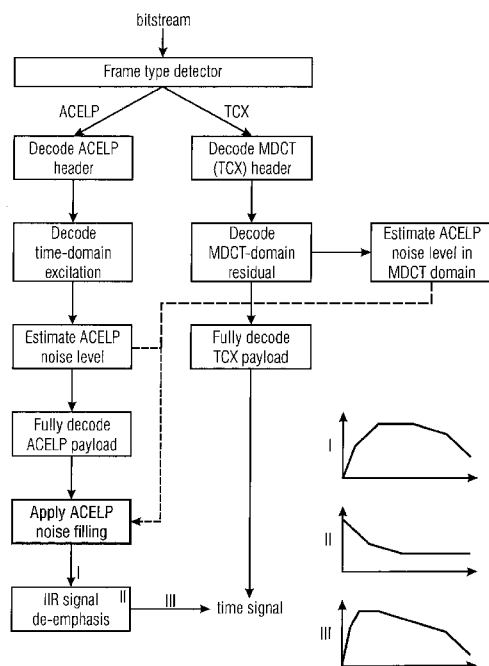 bitstream
Frame type detector
ACELP
TCX
Decode ACELP
header
Decode MDCT
(TCX) header
Decode
time-domain
excitation
Decode
MDCT-domain
residual
Estimate ACELP
noise level in
MDCT domain
Estimate ACELP
noise level
Fully decode
TCX payload
Fully decode
ACELP payload
Apply ACELP
noise filling
I
IIR signal
de-emphasis
II
III
time signal
I
II
III